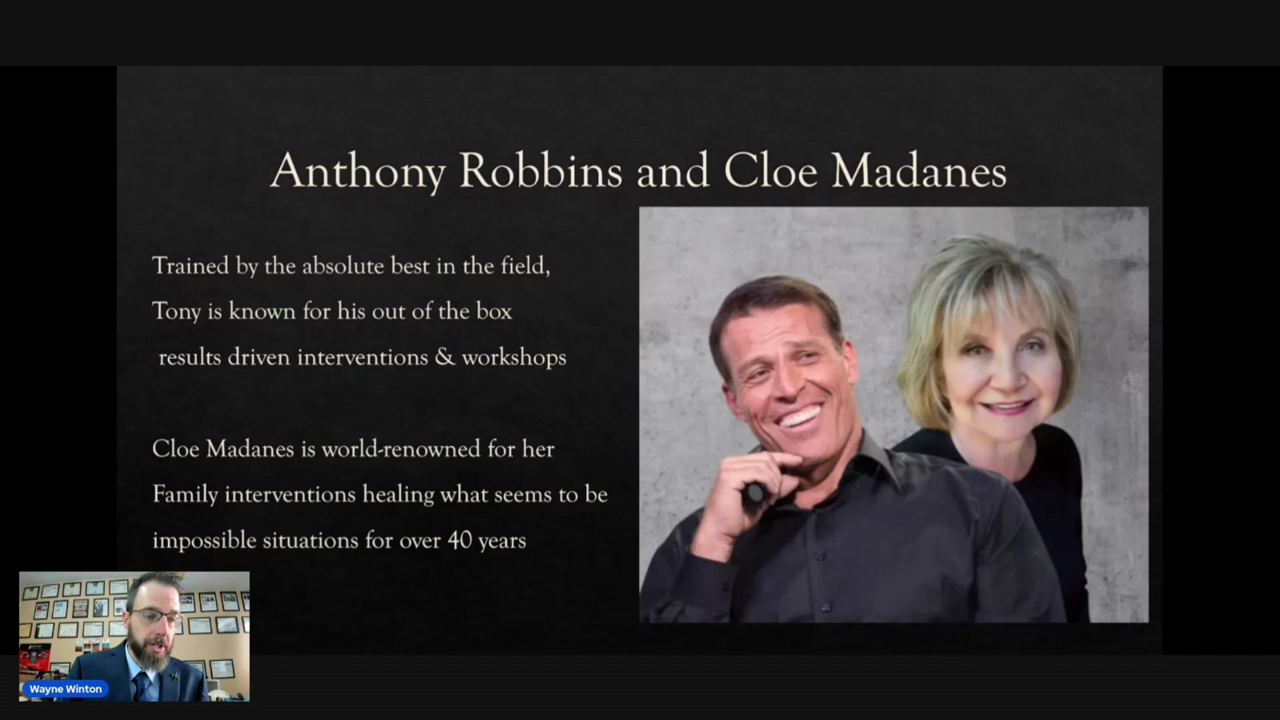 Anthony Robbins and Cloe Madanes
Trained by the absolute best in the field,
Tony is known for his out of the box
results driven interventions & workshops
Cloe Madanes is world-renowned for her
Family interventions healing what seems to be
impossible situations for over 40 years
Wayne Winton